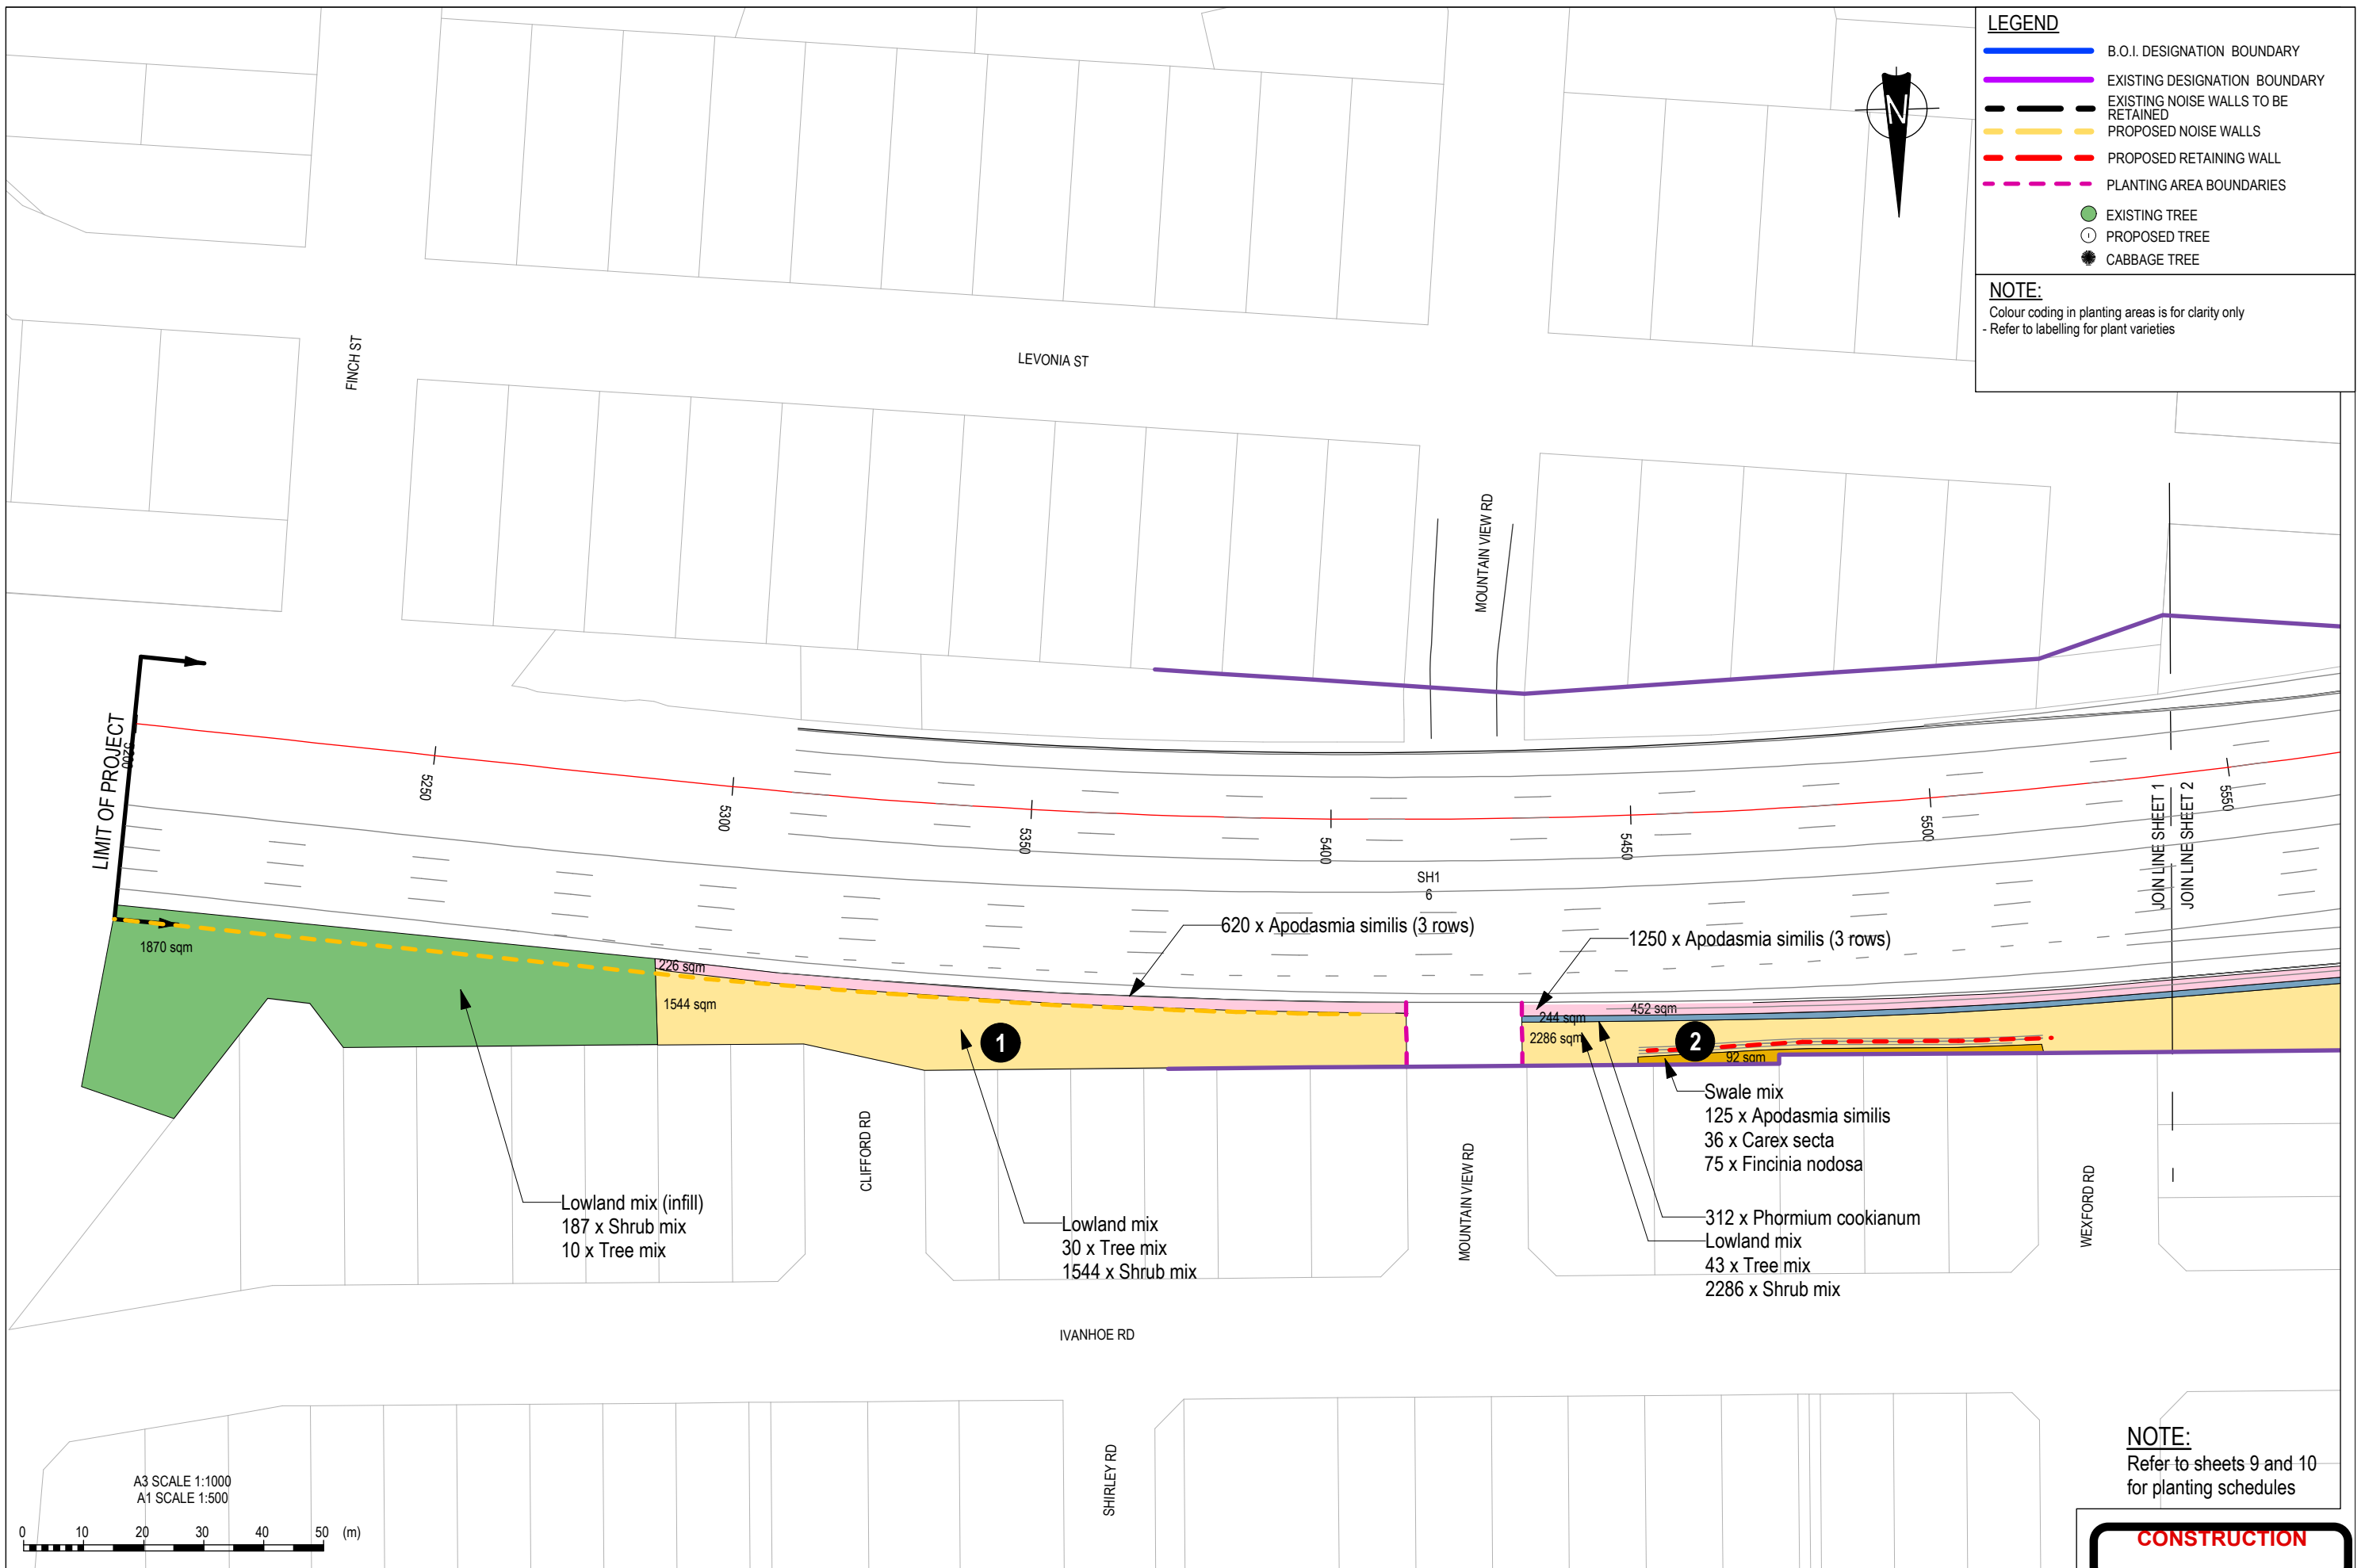 LEGEND
B.O.I. DESIGNATION BOUNDARY
EXISTING DESIGNATION BOUNDARY
EXISTING NOISE WALLS TO BE
RETAINED
PROPOSED NOISE WALLS
PROPOSED RETAINING WALL
PLANTING AREA BOUNDARIES
EXISTING TREE
PROPOSED TREE
CABBAGE TREE
NOTE:
Colour coding in planting areas is for clarity only
- Refer to labelling for plant varieties
N
FINCH ST
LEVONIA ST
MOUNTAIN VIEW RD
LIMIT OF PROJECT
5200
5250
5300
5350
5400
5450
5500
5550
JOIN LINE SHEET 1
JOIN LINE SHEET 2
SH1
6
620 x Apodasmia similis (3 rows)
1250 x Apodasmia similis (3 rows)
1870 sqm
226 sqm
1544 sqm
452 sqm
244 sqm
2286 sqm
92 sqm
1
2
Swale mix
125 x Apodasmia similis
36 x Carex secta
75 x Fincinia nodosa
312 x Phormium cookianum
Lowland mix
43 x Tree mix
2286 x Shrub mix
Lowland mix (infill)
187 x Shrub mix
10 x Tree mix
Lowland mix
30 x Tree mix
1544 x Shrub mix
CLIFFORD RD
MOUNTAIN VIEW RD
WEXFORD RD
IVANHOE RD
SHIRLEY RD
A3 SCALE 1:1000
A1 SCALE 1:500
0 10 20 30 40 50 (m)
NOTE:
Refer to sheets 9 and 10
for planting schedules
CONSTRUCTION